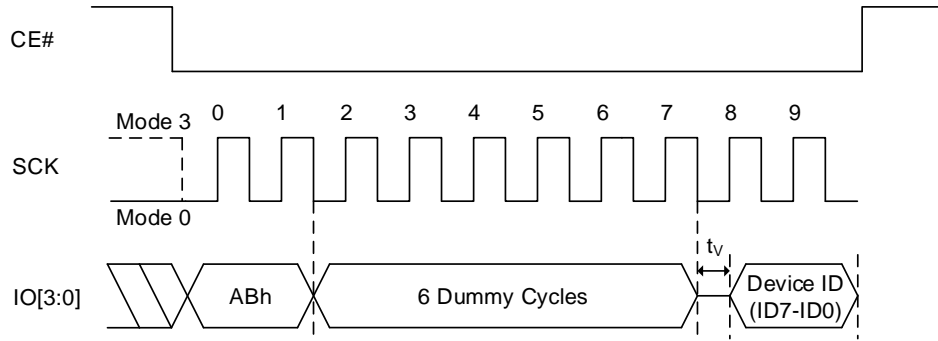 CE#
0 1 2 3 4 5 6 7 8 9
Mode 3
SCK
Mode 0
tV
IO[3:0]
ABh
6 Dummy Cycles
Device ID
(ID7-ID0)